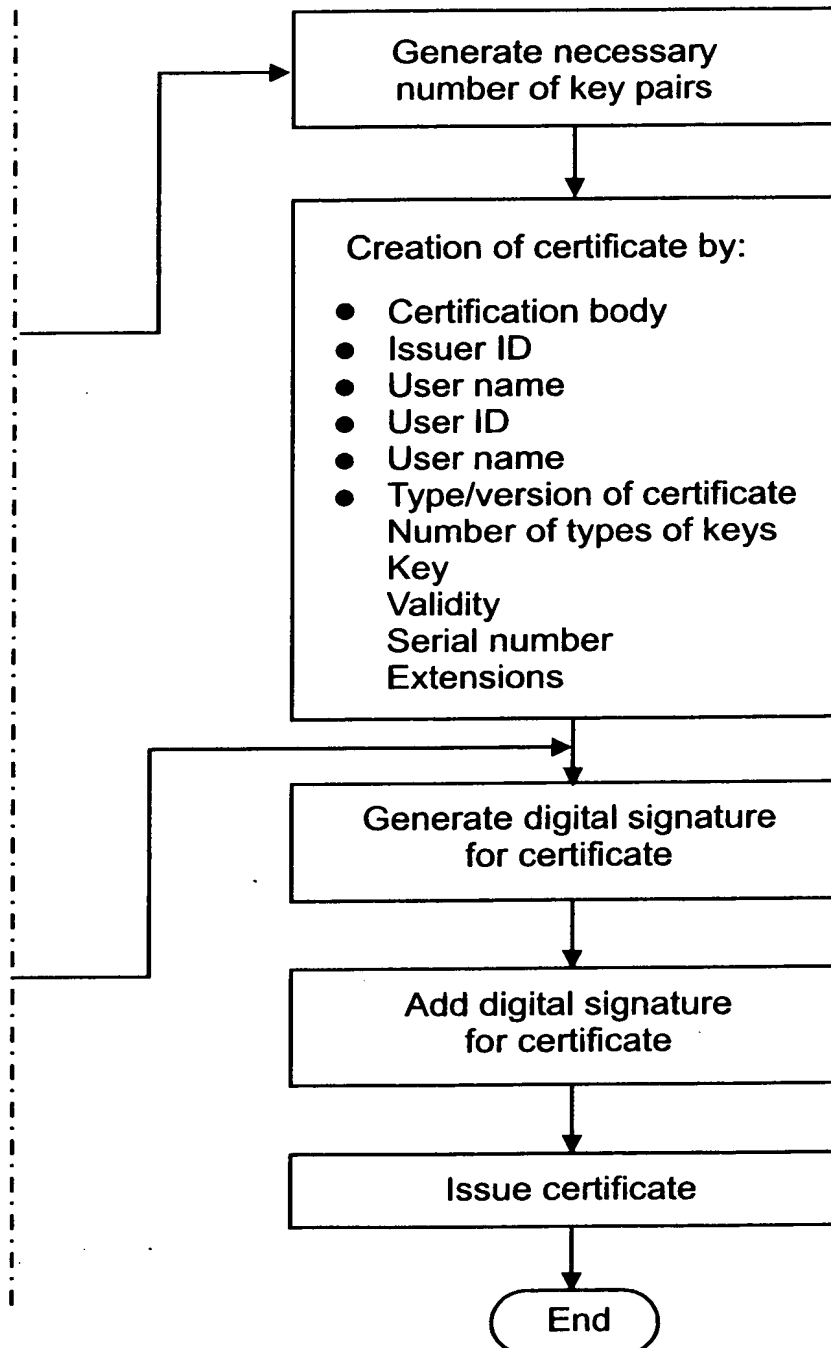 Generate necessary
number of key pairs
Creation of certificate by:
● Certification body
● Issuer ID
● User name
● User ID
● User name
● Type/version of certificate
Number of types of keys
Key
Validity
Serial number
Extensions
Generate digital signature
for certificate
Add digital signature
for certificate
Issue certificate
End